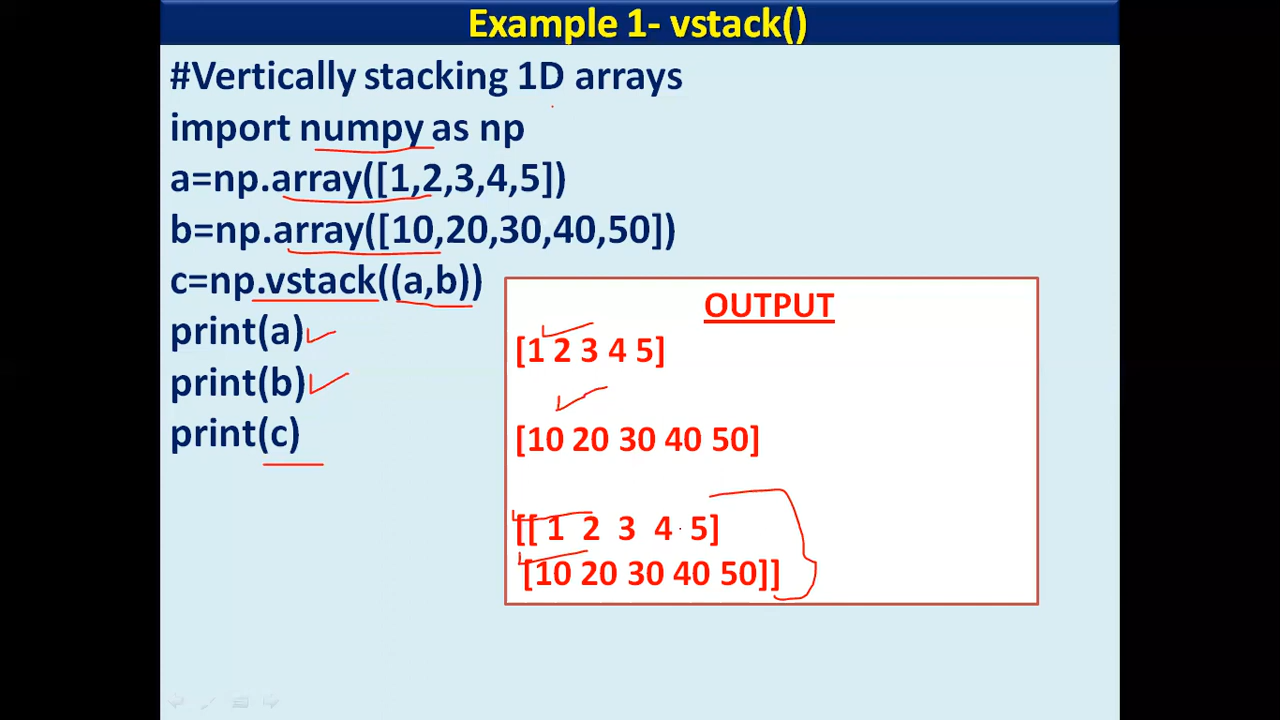 Example 1- vstack()
#Vertically stacking 1D arrays
import numpy as np
a=np.array([1,2,3,4,5])
b=np.array([10,20,30,40,50])
c=np.vstack((a,b))
print(a)
print(b)
print(c)
OUTPUT
[1 2 3 4 5]
[10 20 30 40 50]
[[ 1 2 3 4 5]
[10 20 30 40 50]]